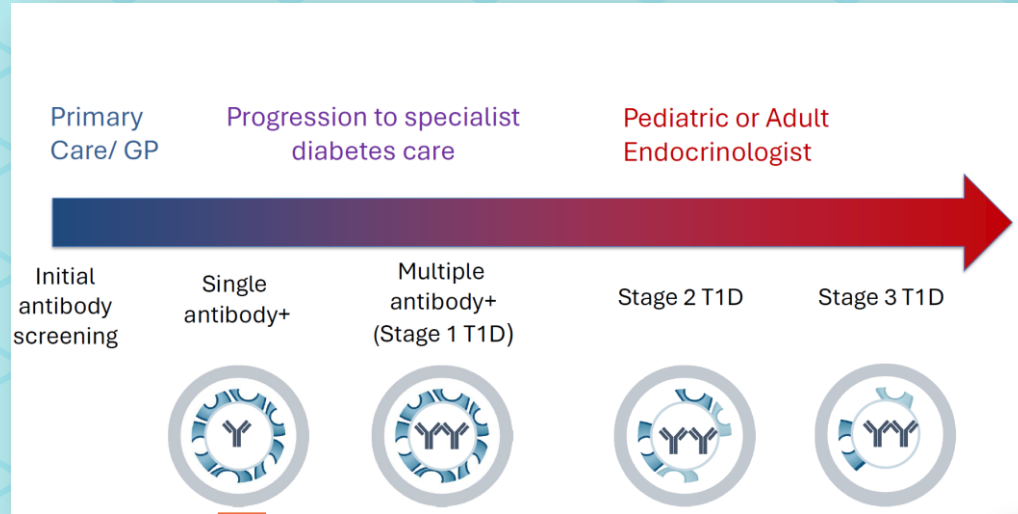 Primary
Care/ GP
Progression to specialist
diabetes care
Pediatric or Adult
Endocrinologist
Initial
antibody
screening
Single
antibody+
Multiple
antibody+
(Stage 1 T1D)
Stage 2 T1D
Stage 3 T1D